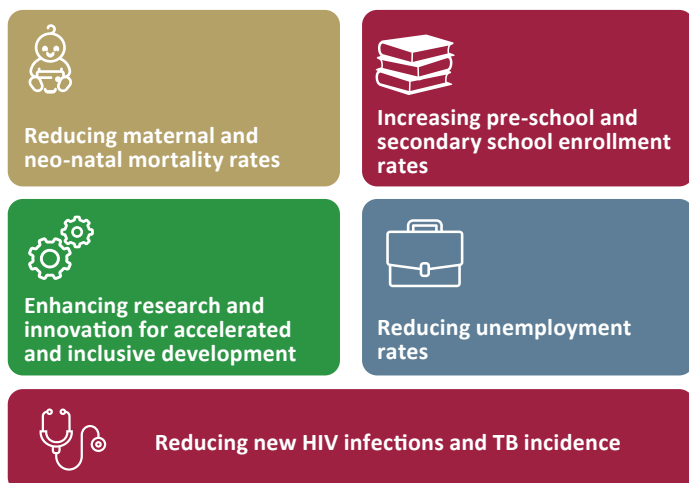 Reducing maternal and
neo-natal mortality rates
Increasing pre-school and
secondary school enrollment
rates
Enhancing research and
innovation for accelerated
and inclusive development
Reducing unemployment
rates
Reducing new HIV infections and TB incidence